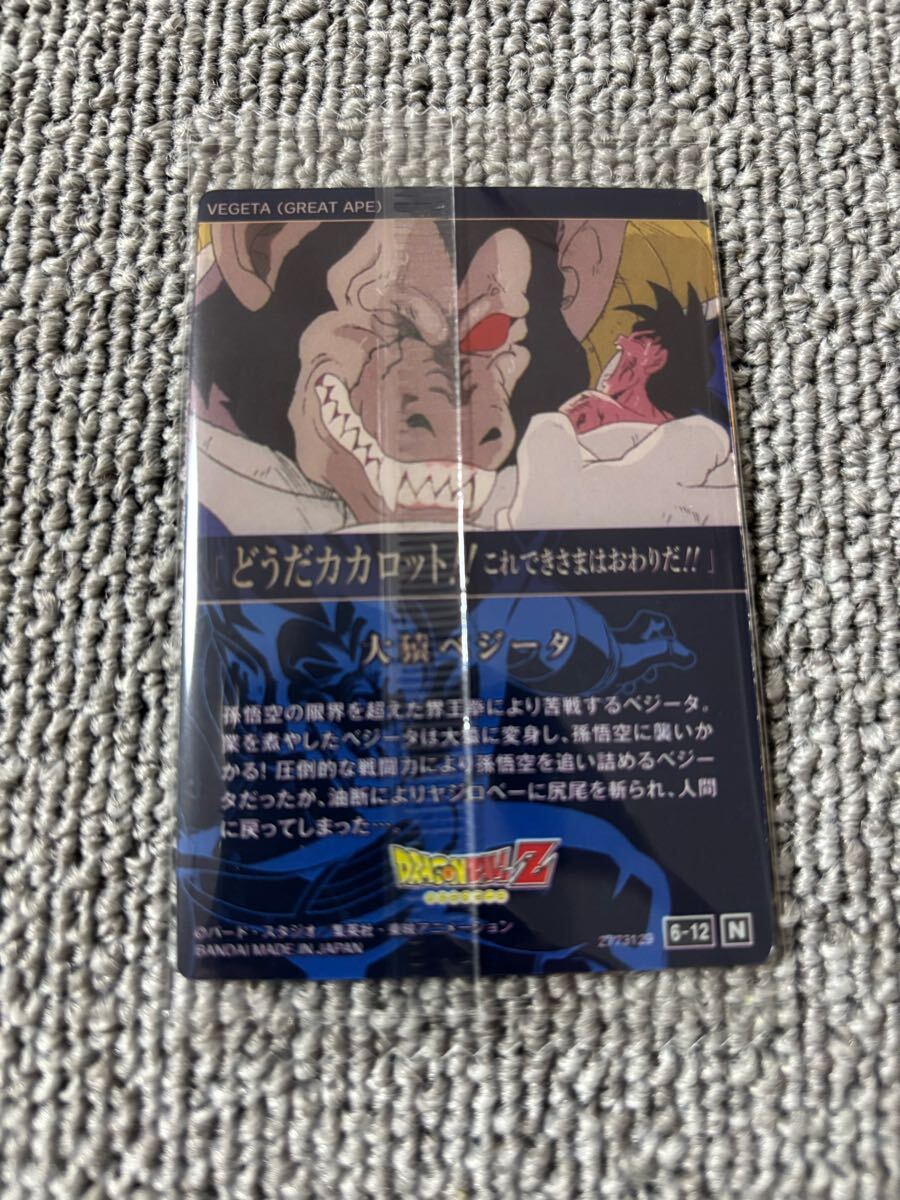 VEGETA (GREAT APE)
「どうだカカロット!! これできさまはおわりだ!!」
大猿ベジータ
孫悟空の限界を超えた界王拳により苦戦するベジータ。
業を煮やしたベジータは大猿に変身し、孫悟空に襲いか
かる! 圧倒的な戦闘力により孫悟空を追い詰めるベジー
タだったが、油断によりヤジロベーに尻尾を斬られ、人間
に戻ってしまった…。
DRAGON BALL Z
©バード・スタジオ/集英社・東映アニメーション
BANDAI MADE IN JAPAN
2773129 6-12 N